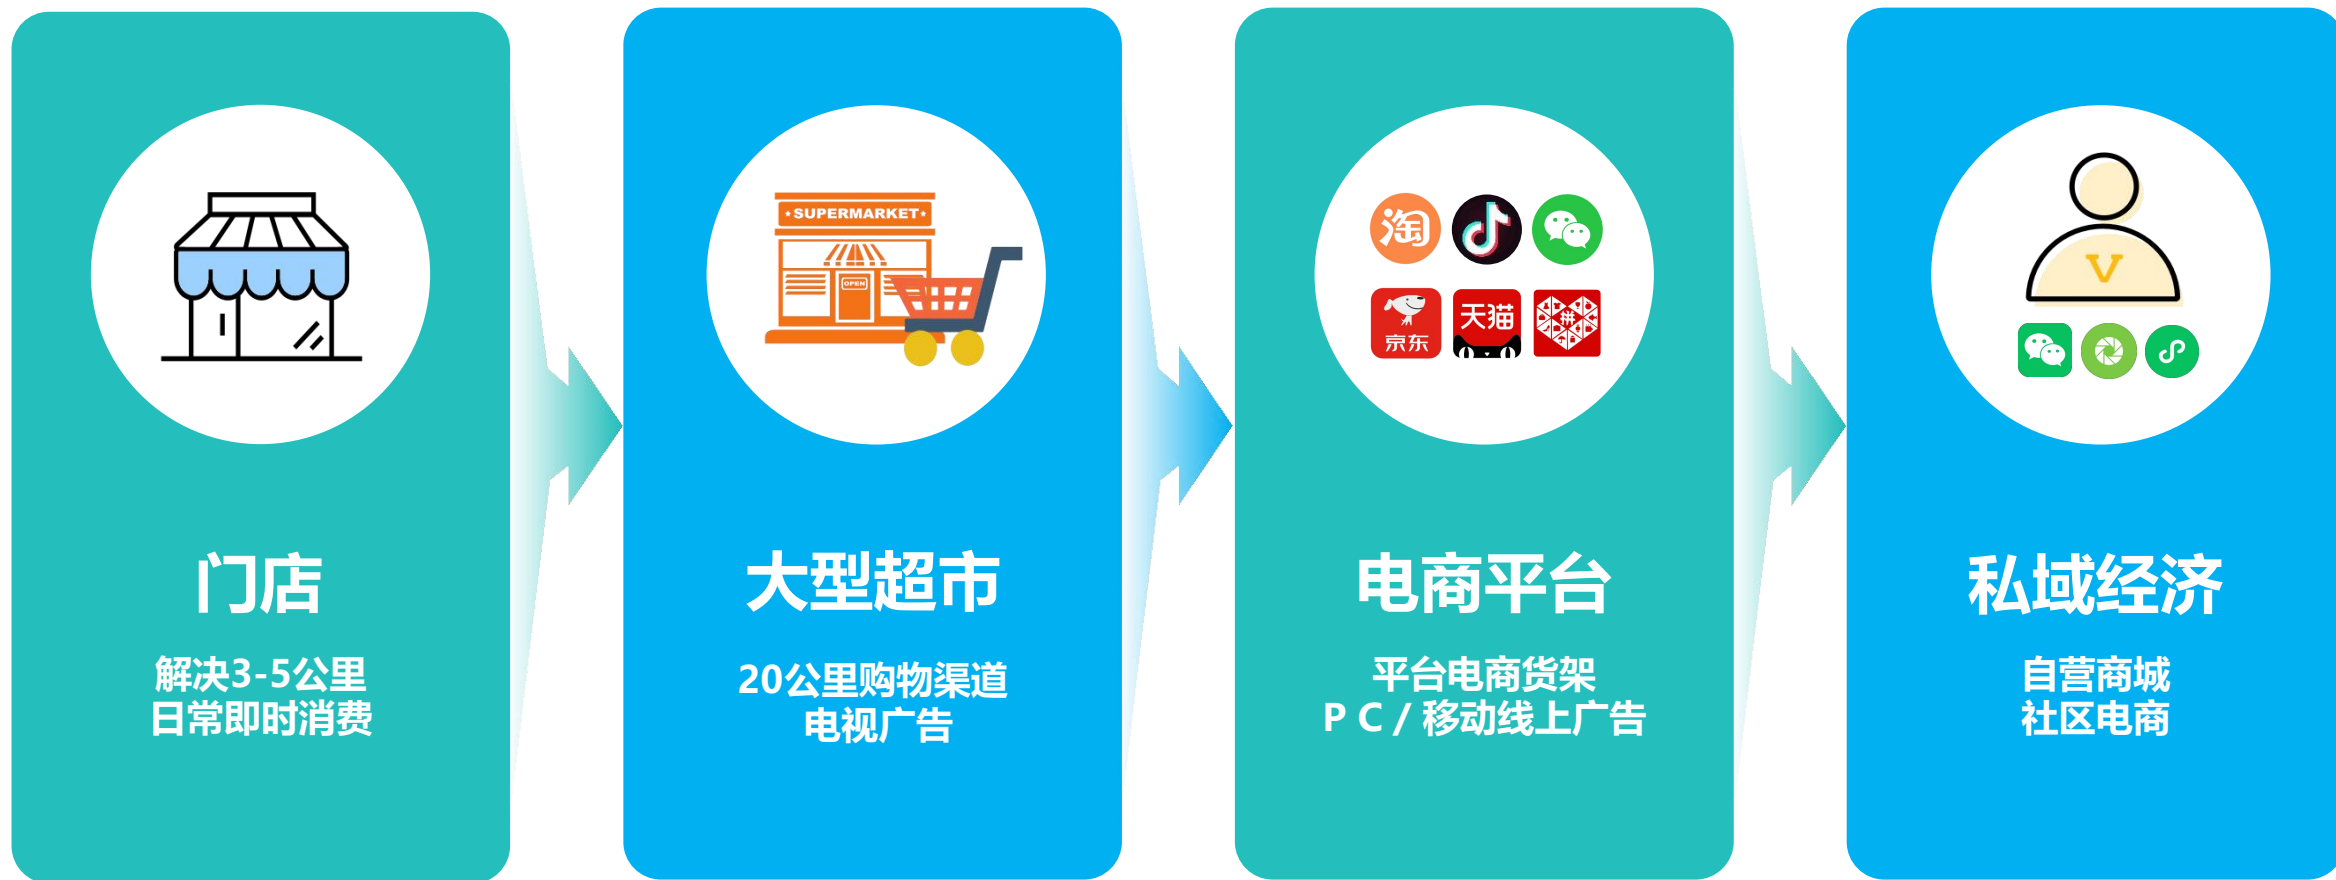 门店
解决3-5公里
日常即时消费
SUPERMARKET
OPEN
大型超市
20公里购物渠道
电视广告
淘
京东
天猫
拼
电商平台
平台电商货架
PC/移动线上广告
V
私域经济
自营商城
社区电商